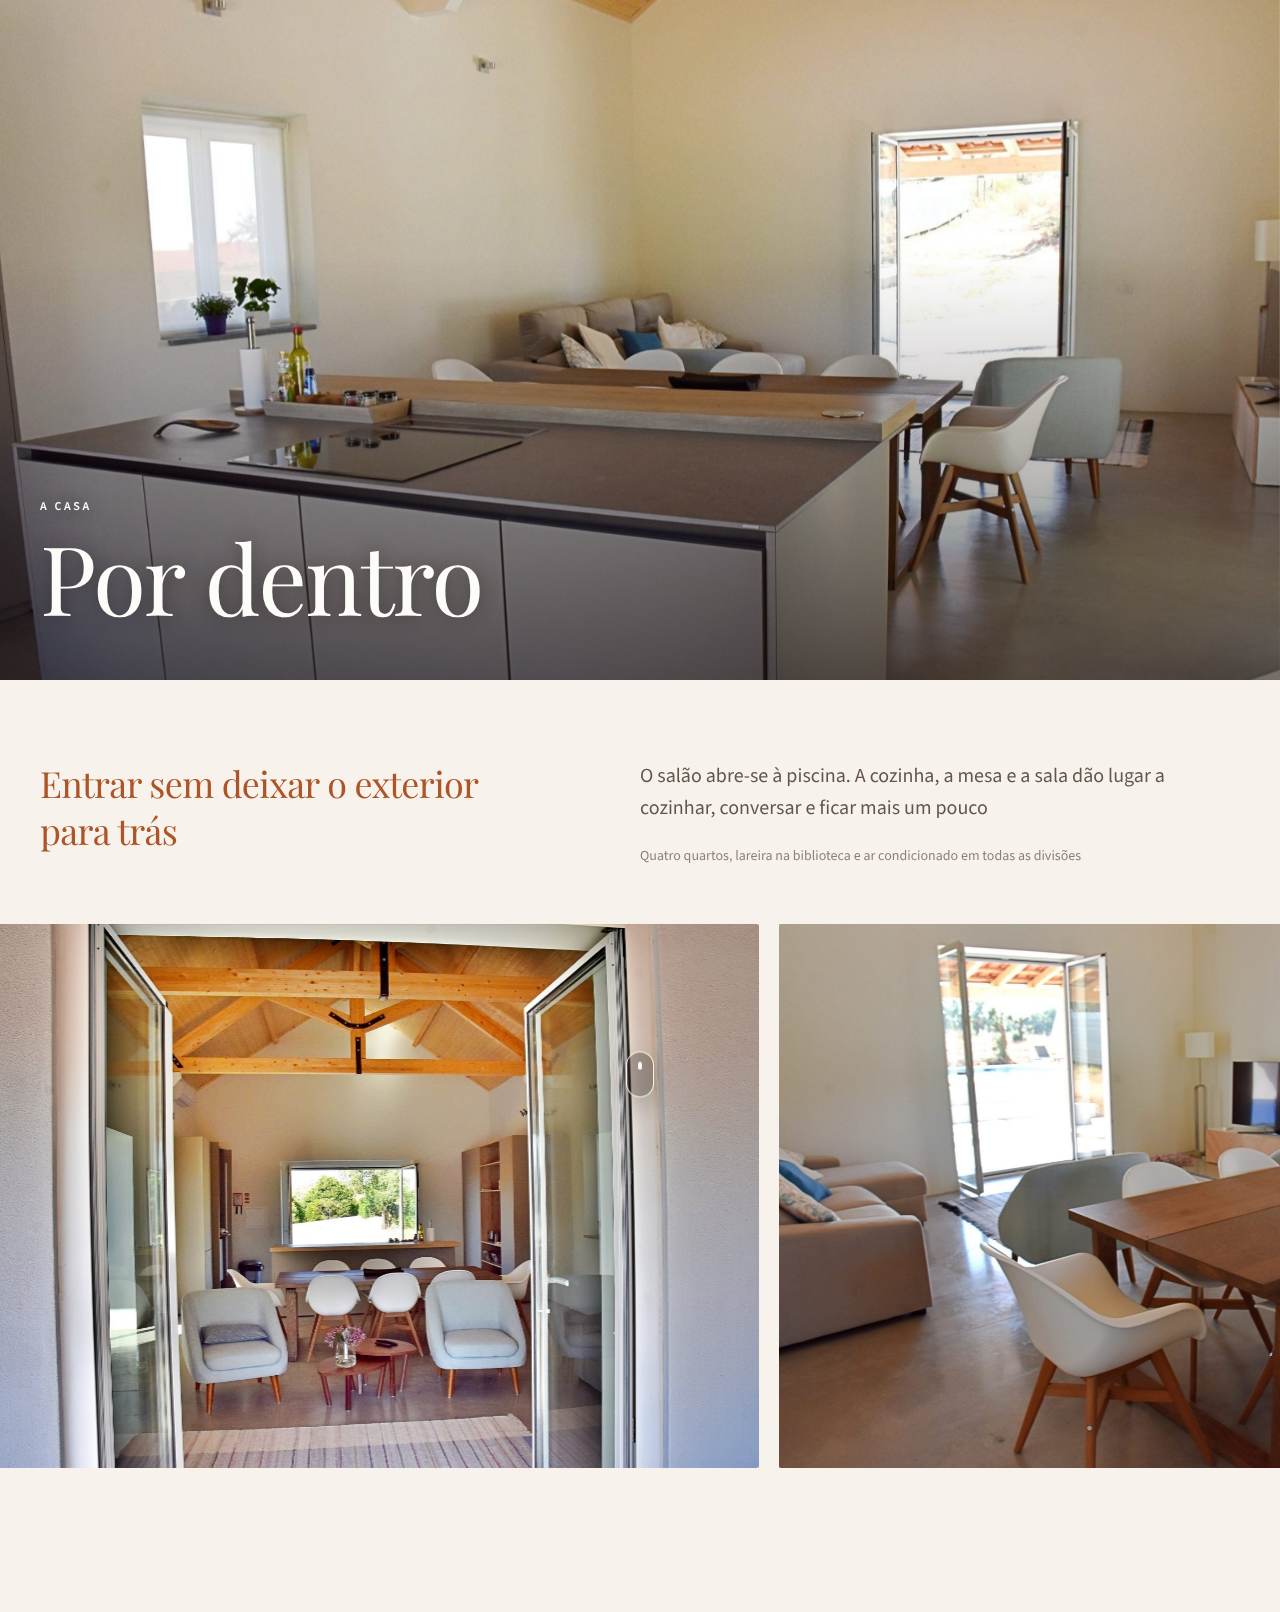 A CASA
Por dentro
Entrar sem deixar o exterior
para trás
O salão abre-se à piscina. A cozinha, a mesa e a sala dão lugar a
cozinhar, conversar e ficar mais um pouco
Quatro quartos, lareira na biblioteca e ar condicionado em todas as divisões